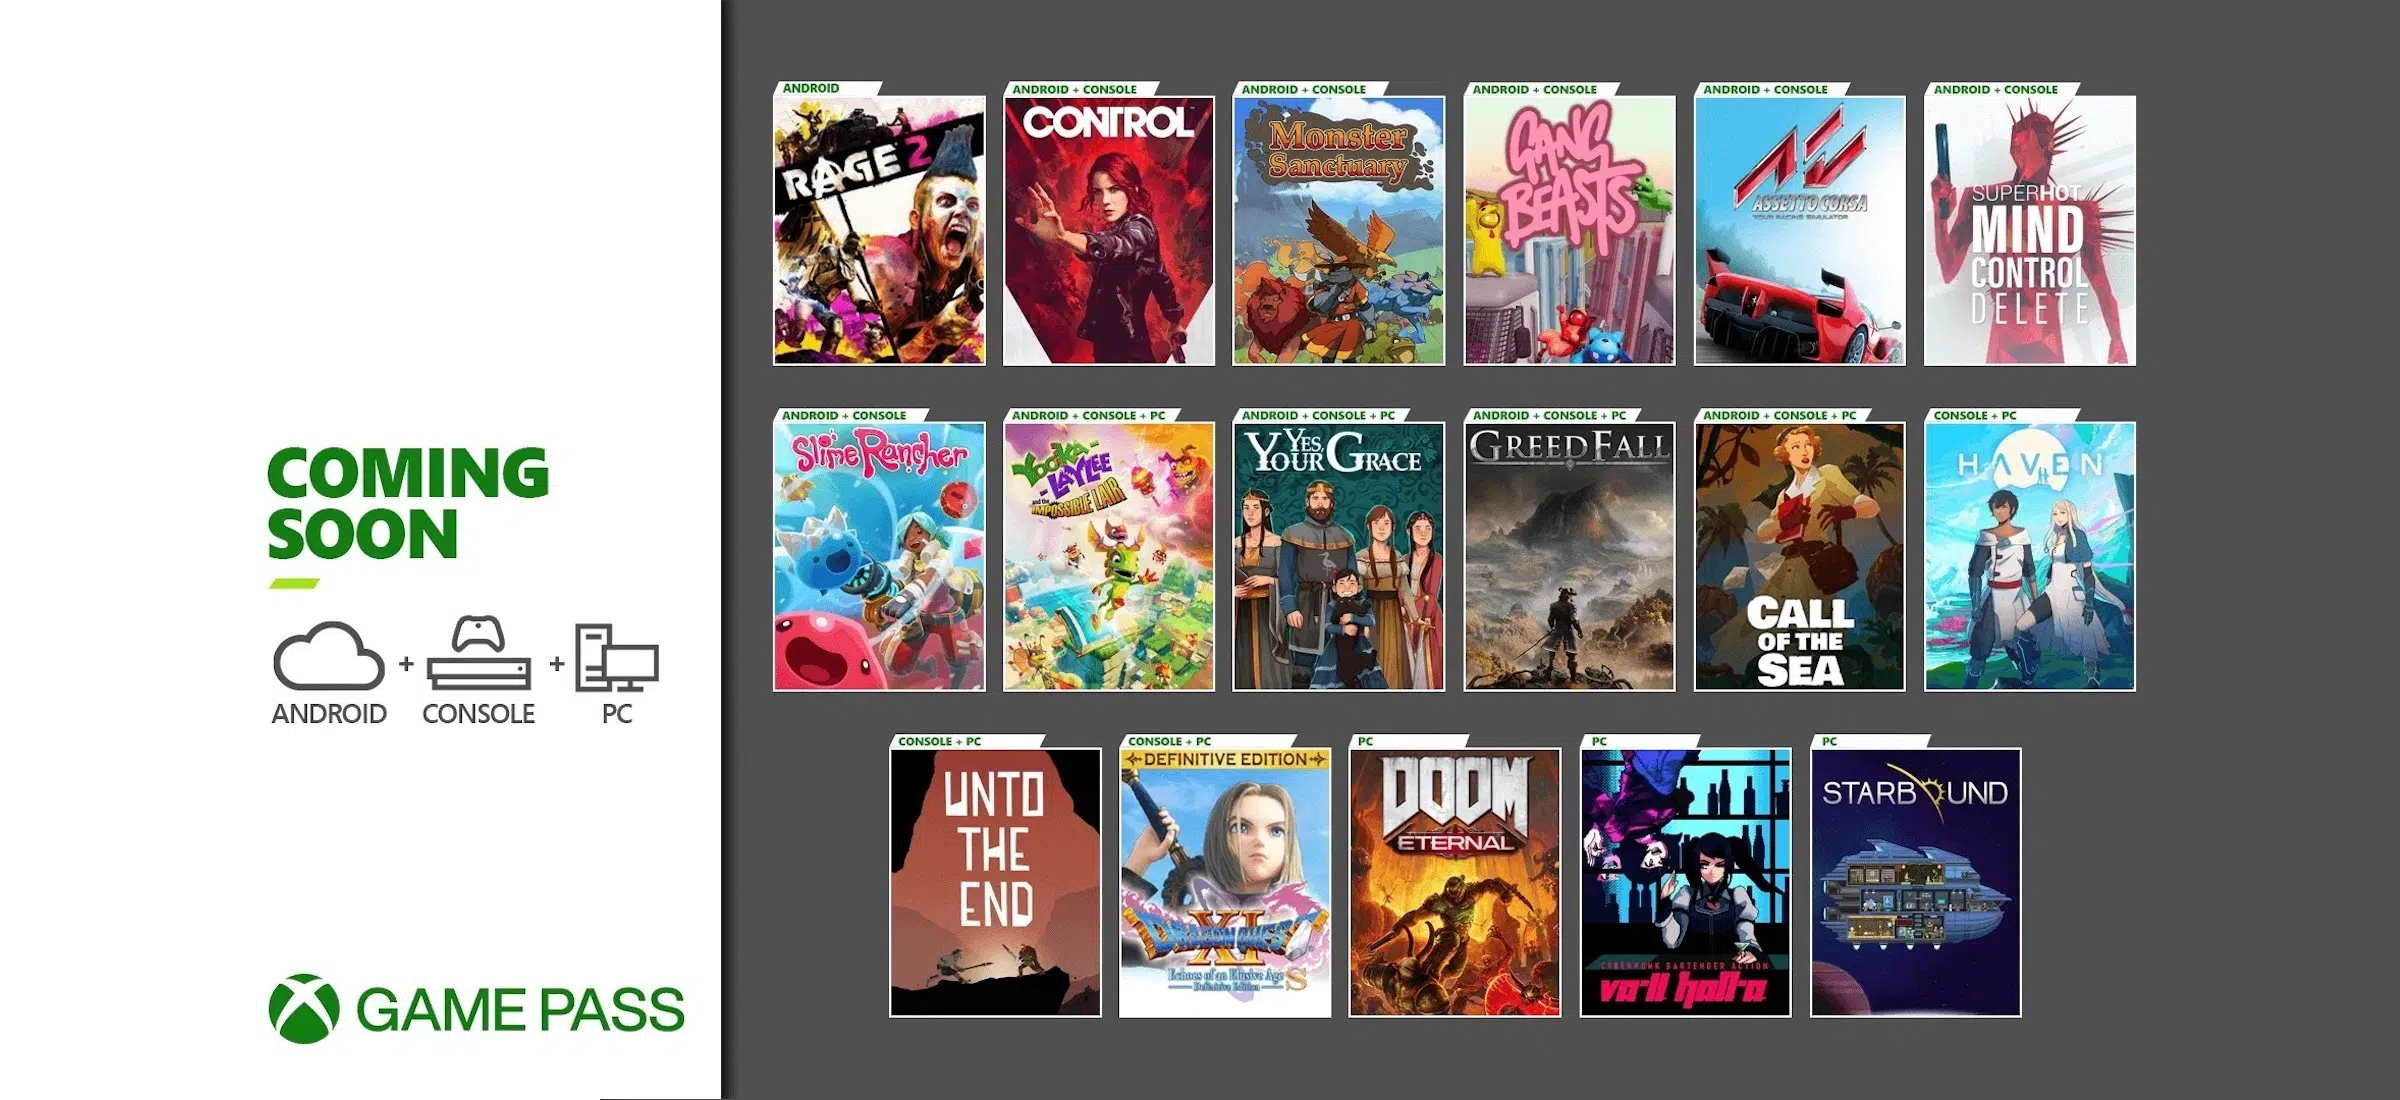 COMING
SOON
ANDROID + CONSOLE + PC
GAME PASS
ANDROID
RAGE 2
ANDROID + CONSOLE
CONTROL
ANDROID + CONSOLE
Monster
Sanctuary
ANDROID + CONSOLE
GANG
BEASTS
ANDROID + CONSOLE
ASSETTO CORSA
YOUR RACING SIMULATOR
ANDROID + CONSOLE
SUPERHOT
MIND
CONTROL
DELETE
ANDROID + CONSOLE
Slime Rancher
ANDROID + CONSOLE + PC
Yooka-
-LAYLEE
and the
IMPOSSIBLE LAIR
ANDROID + CONSOLE + PC
YES,
YOUR GRACE
ANDROID + CONSOLE + PC
GREEDFALL
ANDROID + CONSOLE + PC
CALL
OF THE
SEA
CONSOLE + PC
HAVEN
CONSOLE + PC
UNTO
THE
END
CONSOLE + PC
DEFINITIVE EDITION
XI
DRAGON QUEST
Echoes of an Elusive Age S
Definitive Edition
PC
DOOM
ETERNAL
PC
CYBERPUNK BARTENDER ACTION
va-11 hall-a
PC
STARBOUND